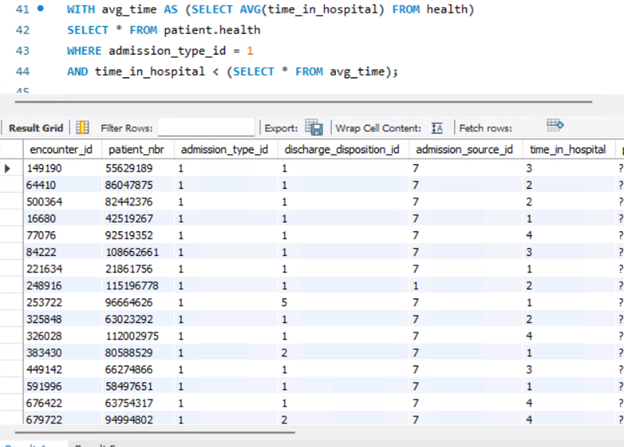 41 WITH avg_time AS (SELECT AVG(time_in_hospital) FROM health)
42 SELECT * FROM patient.health
43 WHERE admission_type_id = 1
44 AND time_in_hospital < (SELECT * FROM avg_time);
45
Result Grid Filter Rows: Export: Wrap Cell Content: Fetch rows:
encounter_id patient_nbr admission_type_id discharge_disposition_id admission_source_id time_in_hospital
149190 55629189 1 1 7 3 ?
64410 86047875 1 1 7 2 ?
500364 82442376 1 1 7 2 ?
16680 42519267 1 1 7 1 ?
77076 92519352 1 1 7 4 ?
84222 108662661 1 1 7 3 ?
221634 21861756 1 1 7 1 ?
248916 115196778 1 1 1 2 ?
253722 96664626 1 5 7 1 ?
325848 63023292 1 1 7 2 ?
326028 112002975 1 1 7 4 ?
383430 80588529 1 2 7 1 ?
449142 66274866 1 1 7 3 ?
591996 58497651 1 1 7 1 ?
676422 63754317 1 1 7 4 ?
679722 94994802 1 2 7 4 ?